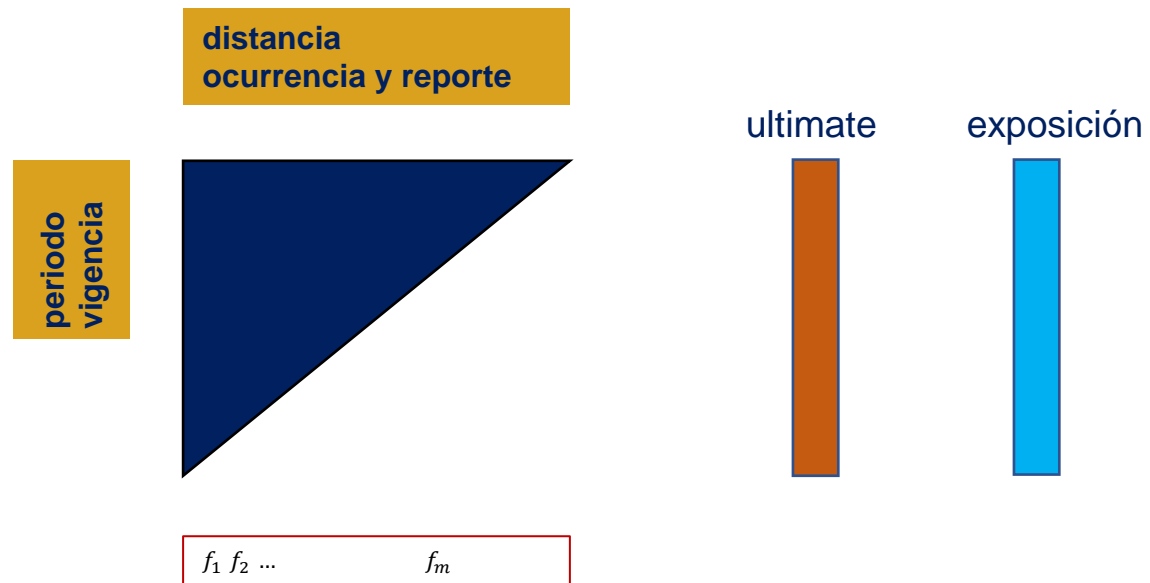 distancia
ocurrencia y reporte
ultimate
exposición
periodo
vigencia
f₁ f₂ ... fₘ